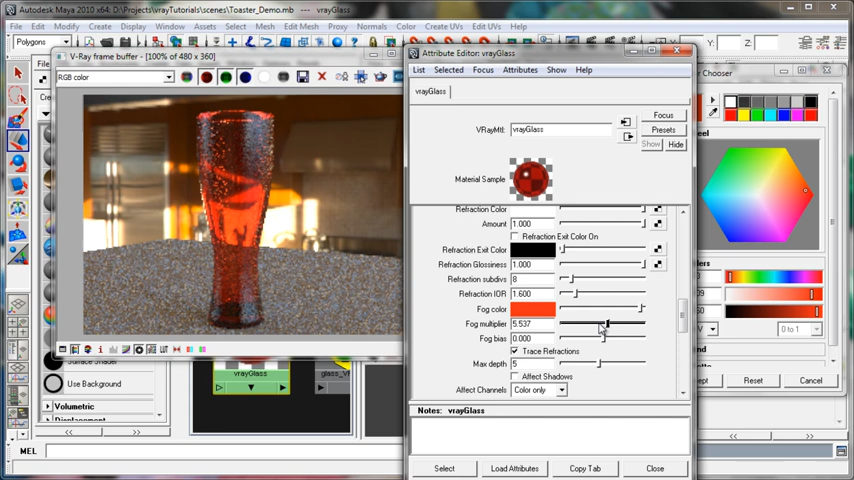 Autodesk Maya 2010 x64: D:\Projects\vrayTutorials\scenes\Toaster_Demo.mb --- vrayGlass
File Edit Modify Create Display Window Assets Select Mesh Edit Mesh Proxy Normals Color Create UVs Edit UVs
Polygons
Y: Z:
V-Ray frame buffer - [100% of 480 x 360]
RGB color
Attribute Editor: vrayGlass
List Selected Focus Attributes Show Help
vrayGlass
VRayMtl: vrayGlass
Focus
Presets
Show Hide
Material Sample
Refraction Color
Amount 1.000
Refraction Exit Color On
Refraction Exit Color
Refraction Glossiness 1.000
Refraction subdivs 8
Refraction IOR 1.600
Fog color
Fog multiplier 5.537
Fog bias 0.000
Trace Refractions
Max depth 5
Affect Shadows
Affect Channels Color only
Notes: vrayGlass
Select Load Attributes Copy Tab Close
Chooser
0 to 1
Reset Cancel
Use Background
Volumetric
vrayGlass
MEL
<<
>>